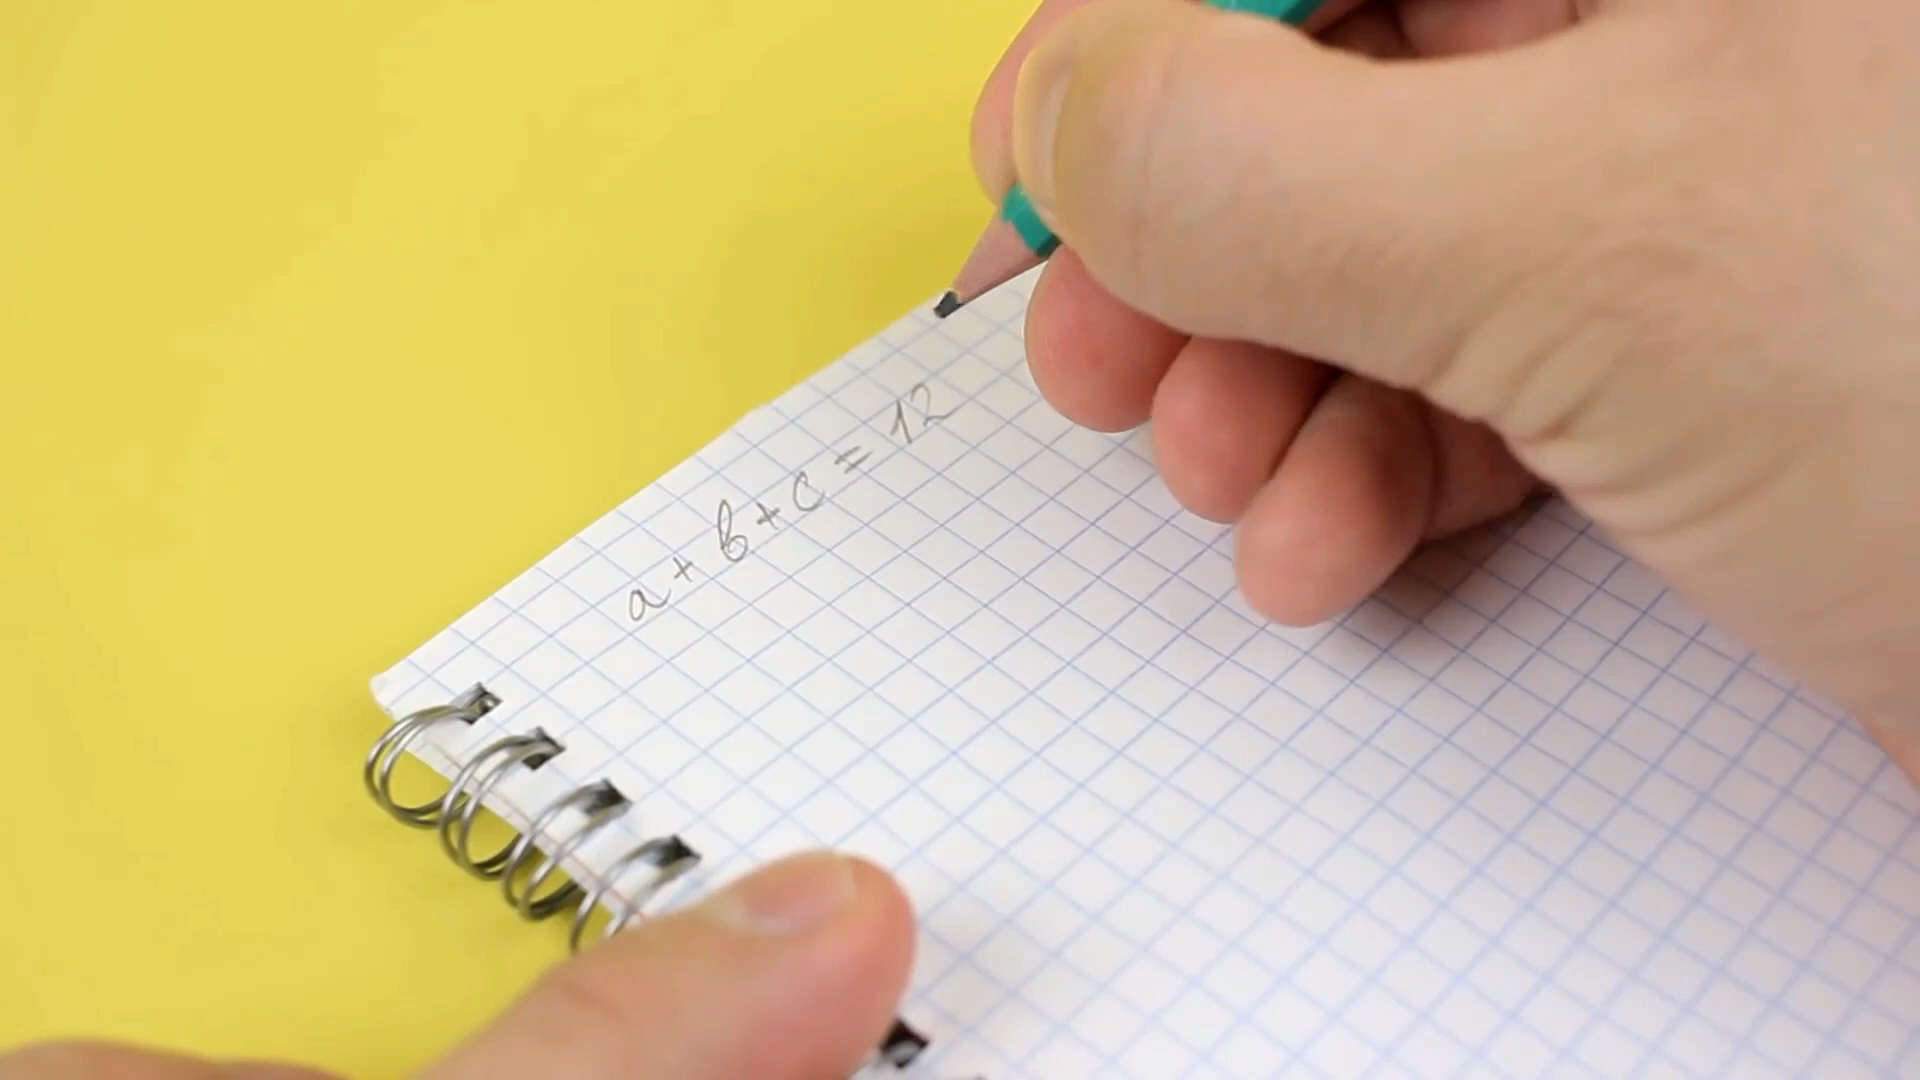 a + b + c = 12